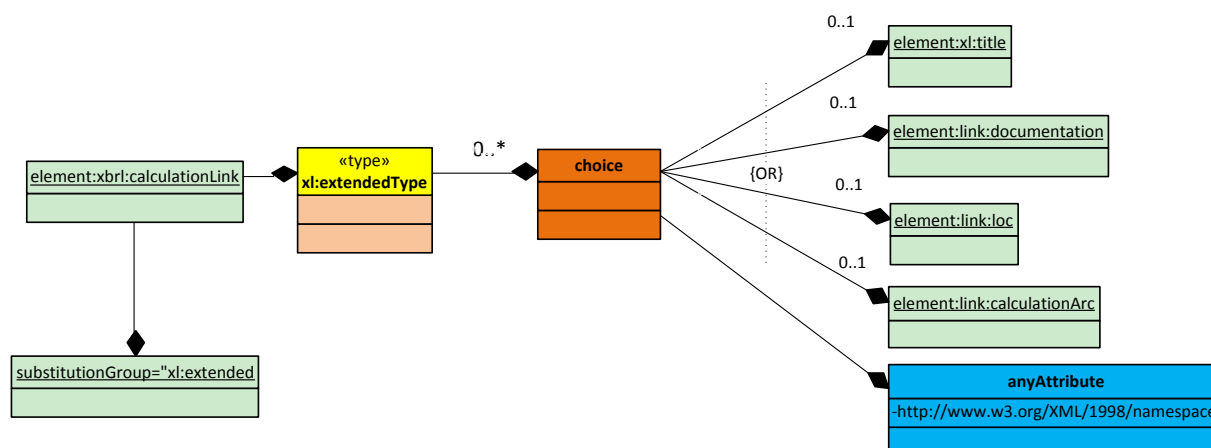 0..1
element:xl:title
0..1
element:link:documentation
«type»
xl:extendedType
0..*
choice
element:xbrl:calculationLink
{OR}
0..1
element:link:loc
0..1
element:link:calculationArc
substitutionGroup="xl:extended
anyAttribute
-http://www.w3.org/XML/1998/namespace